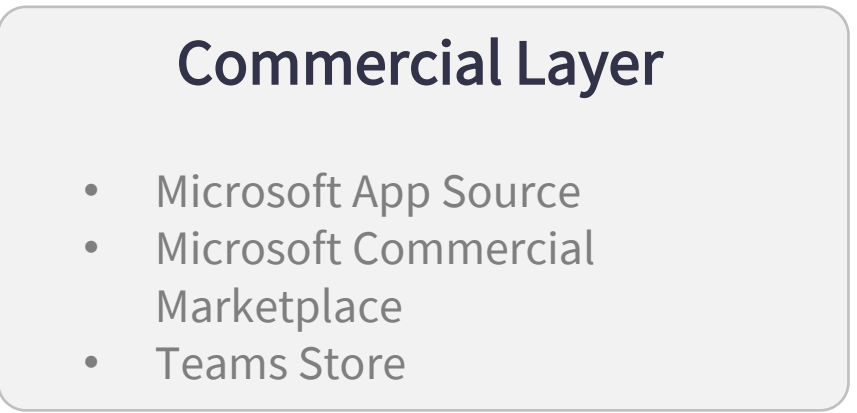 Commercial Layer
• Microsoft App Source
• Microsoft Commercial
Marketplace
• Teams Store